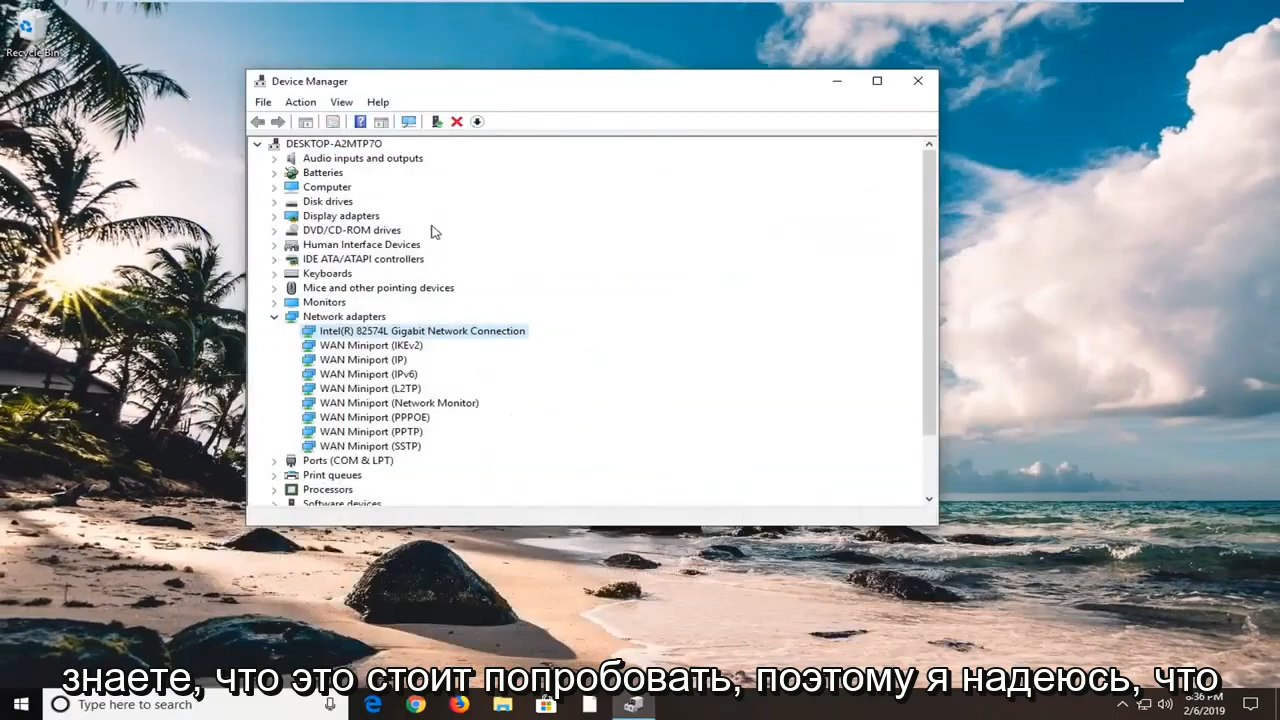 Recycle Bin
Device Manager
File Action View Help
DESKTOP-A2MTP7O
Audio inputs and outputs
Batteries
Computer
Disk drives
Display adapters
DVD/CD-ROM drives
Human Interface Devices
IDE ATA/ATAPI controllers
Keyboards
Mice and other pointing devices
Monitors
Network adapters
Intel(R) 82574L Gigabit Network Connection
WAN Miniport (IKEv2)
WAN Miniport (IP)
WAN Miniport (IPv6)
WAN Miniport (L2TP)
WAN Miniport (Network Monitor)
WAN Miniport (PPPOE)
WAN Miniport (PPTP)
WAN Miniport (SSTP)
Ports (COM & LPT)
Print queues
Processors
Software devices
знаете, что это стоит попробовать, поэтому я надеюсь, что
Type here to search
8:36 PM
2/6/2019